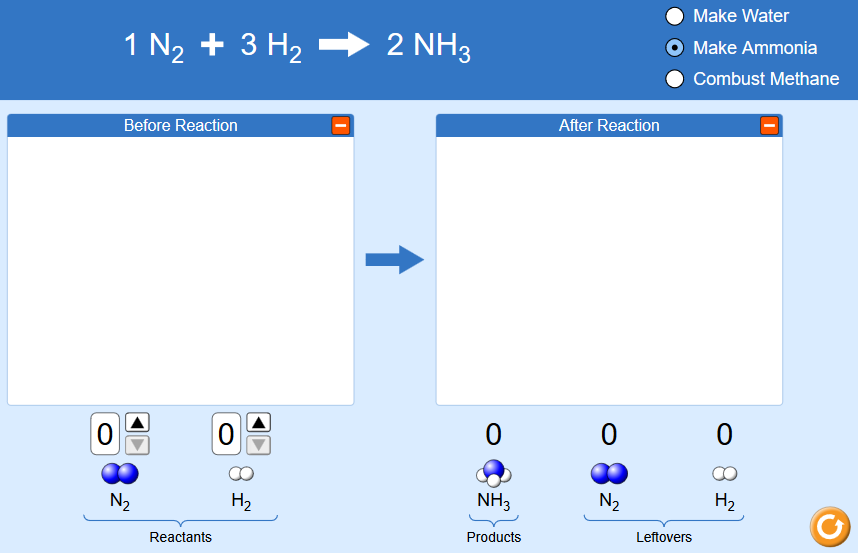 1 N₂ + 3 H₂ → 2 NH₃
Make Water
Make Ammonia
Combust Methane
Before Reaction
After Reaction
0 0 0 0 0
N₂ H₂ NH₃ N₂ H₂
Reactants Products Leftovers